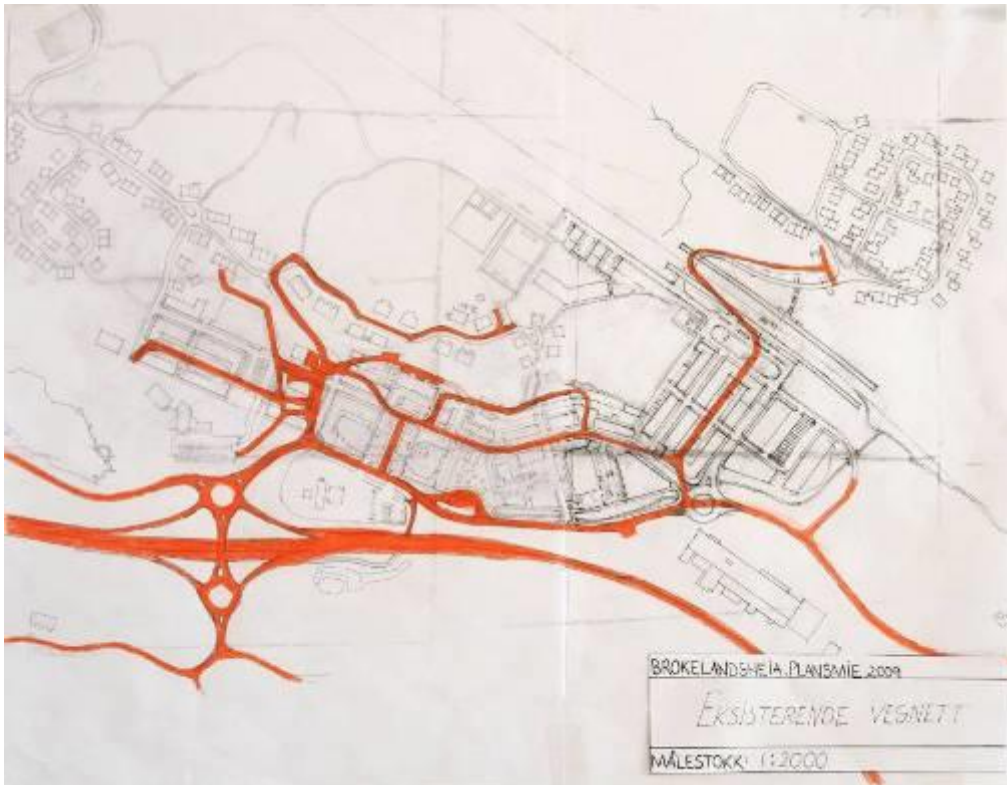 BROKELANDSHEIA. PLANSMIE 2009
EKSISTERENDE VEGNETT
MÅLESTOKK: 1:2000